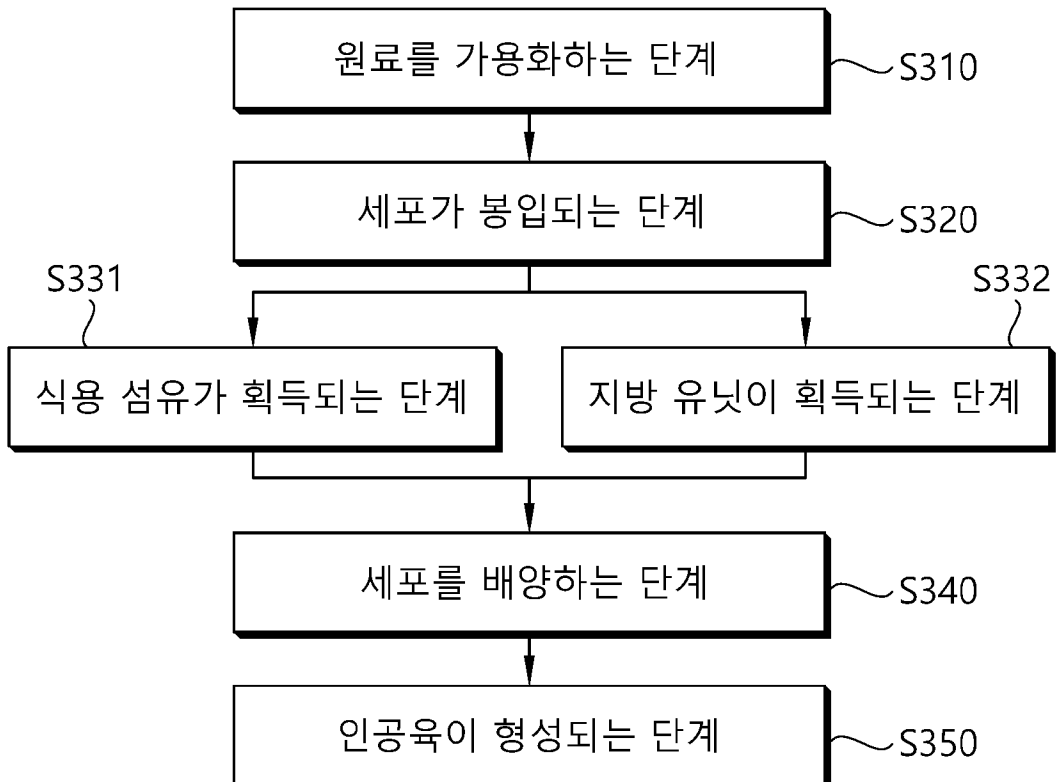 원료를 가용화하는 단계
S310
세포가 봉입되는 단계
S320
S331
S332
식용 섬유가 획득되는 단계
지방 유닛이 획득되는 단계
세포를 배양하는 단계
S340
인공육이 형성되는 단계
S350